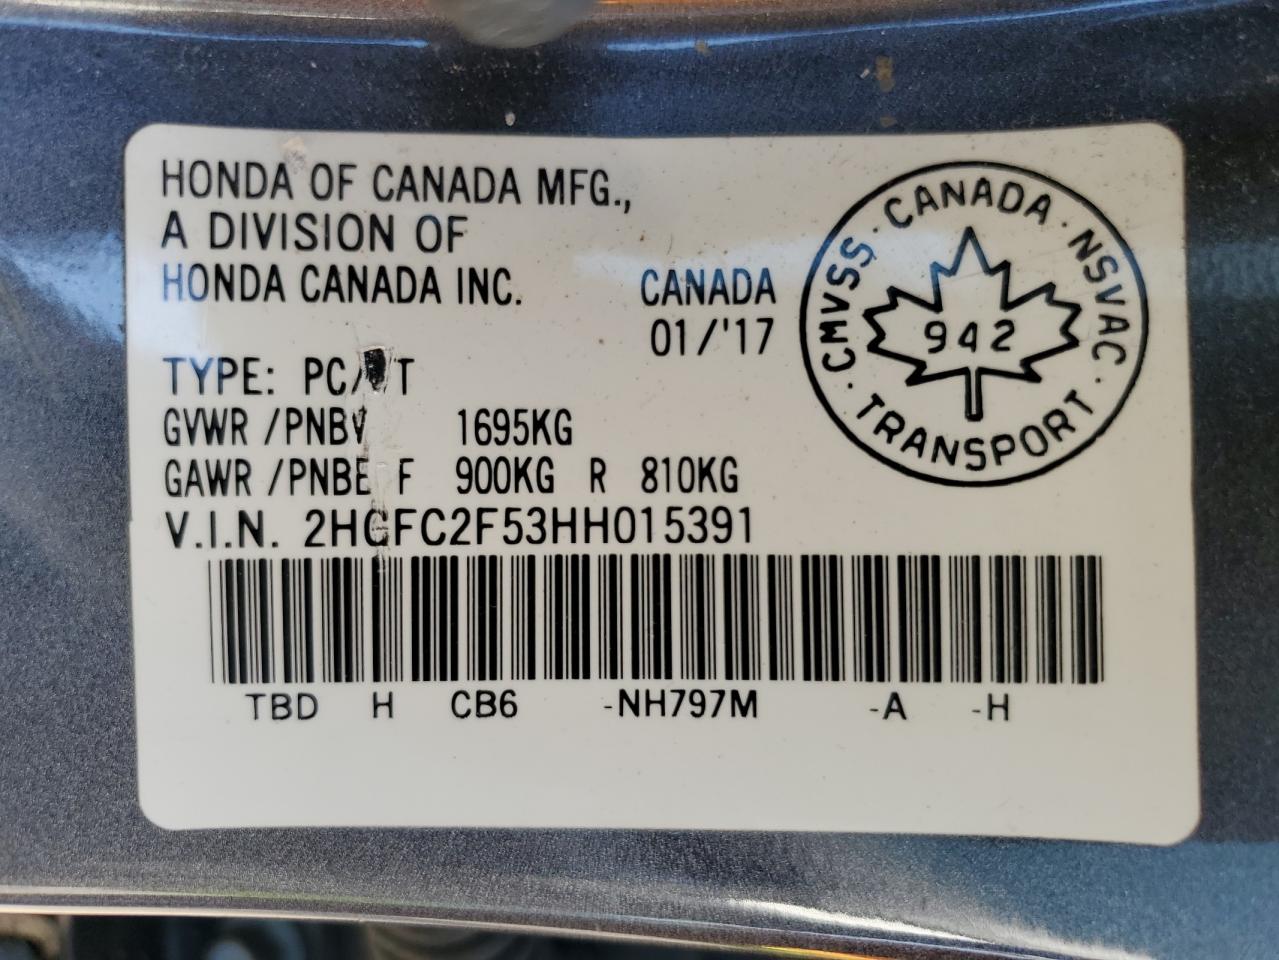 HONDA OF CANADA MFG.,
A DIVISION OF
HONDA CANADA INC.
CANADA
01/'17
TYPE: PC/VT
GVWR /PNBV 1695KG
GAWR /PNBE F 900KG R 810KG
V.I.N. 2HGFC2F53HH015391
TBD H CB6 -NH797M -A -H
· CANADA ·
NSVAC ·
TRANSPORT
· CMVSS
942